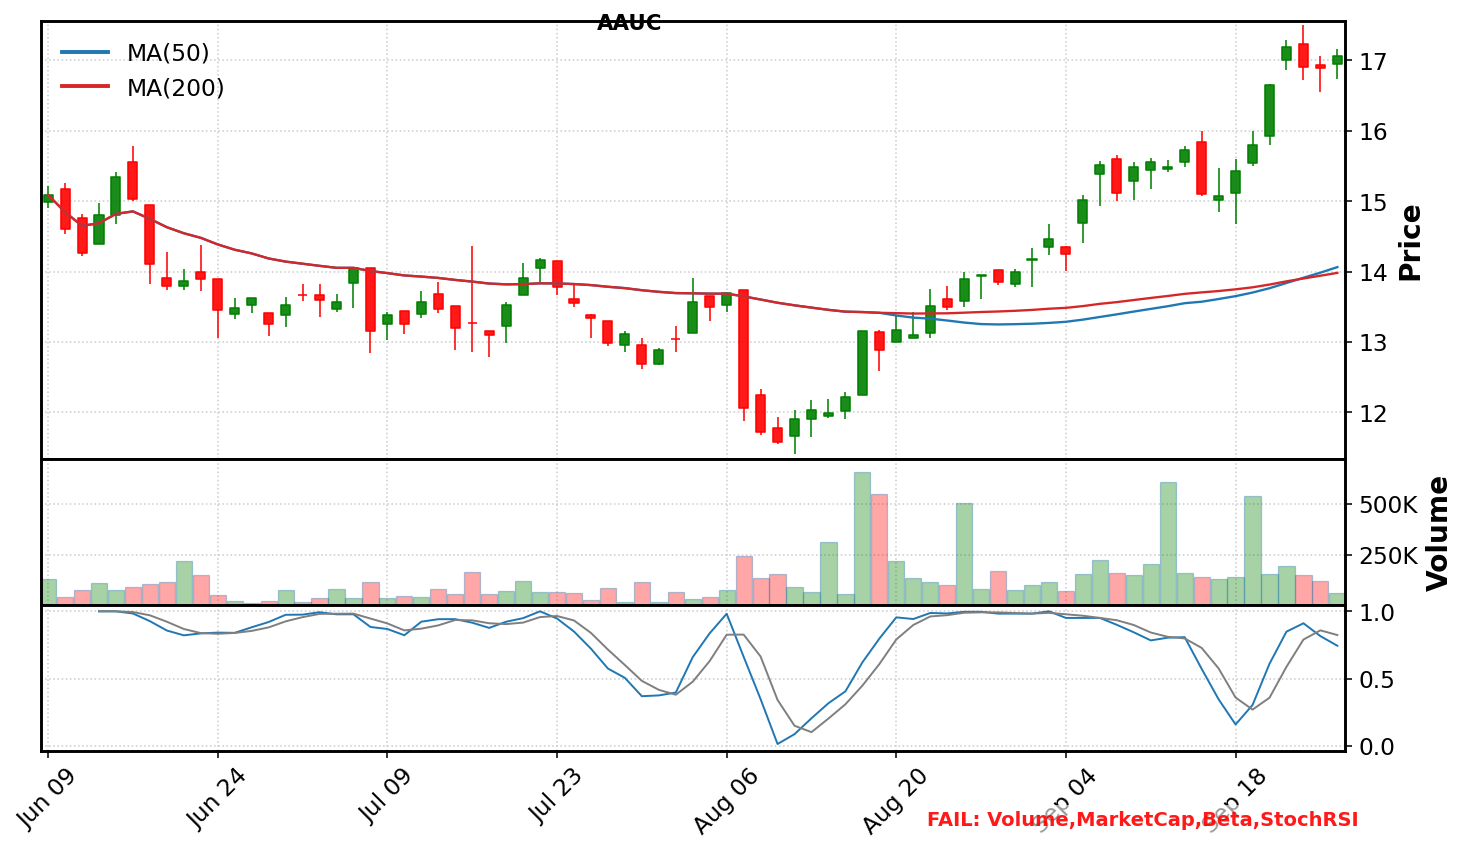 AAUC
MA(50)
MA(200)
17
16
15
14
13
12
Price
500K
250K
Volume
1.0
0.5
0.0
Jun 09
Jun 24
Jul 09
Jul 23
Aug 06
Aug 20
Sep 04
Sep 18
FAIL: Volume,MarketCap,Beta,StochRSI